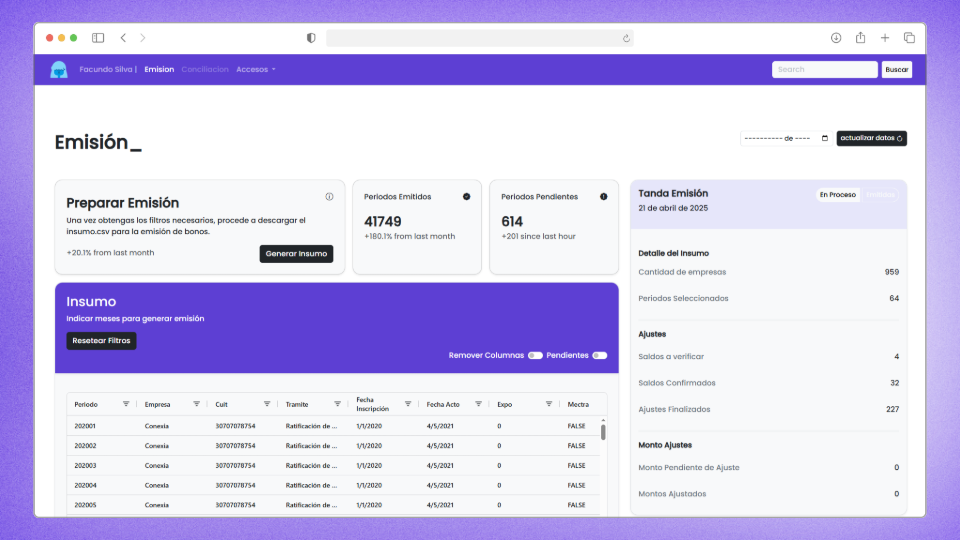 Facundo Silva | Emision Conciliacion Accesos
Search
Buscar
Emisión_
---------- de ----
actualizar datos
Preparar Emisión
Una vez obtengas los filtros necesarios, procede a descargar el
insumo.csv para la emisión de bonos.
+20.1% from last month
Generar Insumo
Periodos Emitidos
41749
+180.1% from last month
Periodos Pendientes
614
+201 since last hour
Insumo
Indicar meses para generar emisión
Resetear Filtros
Remover Columnas
Pendientes
Periodo Empresa Cuit Tramite Fecha Inscripción Fecha Acto Expo Mectra
202001 Conexia 30707078754 Ratificación de ... 1/1/2020 4/5/2021 0 FALSE
202002 Conexia 30707078754 Ratificación de ... 1/1/2020 4/5/2021 0 FALSE
202003 Conexia 30707078754 Ratificación de ... 1/1/2020 4/5/2021 0 FALSE
202004 Conexia 30707078754 Ratificación de ... 1/1/2020 4/5/2021 0 FALSE
202005 Conexia 30707078754 Ratificación de ... 1/1/2020 4/5/2021 0 FALSE
Tanda Emisión
21 de abril de 2025
En Proceso
Detalle del Insumo
Cantidad de empresas 959
Periodos Seleccionados 64
Ajustes
Saldos a verificar 4
Saldos Confirmados 32
Ajustes Finalizados 227
Monto Ajustes
Monto Pendiente de Ajuste 0
Montos Ajustados 0